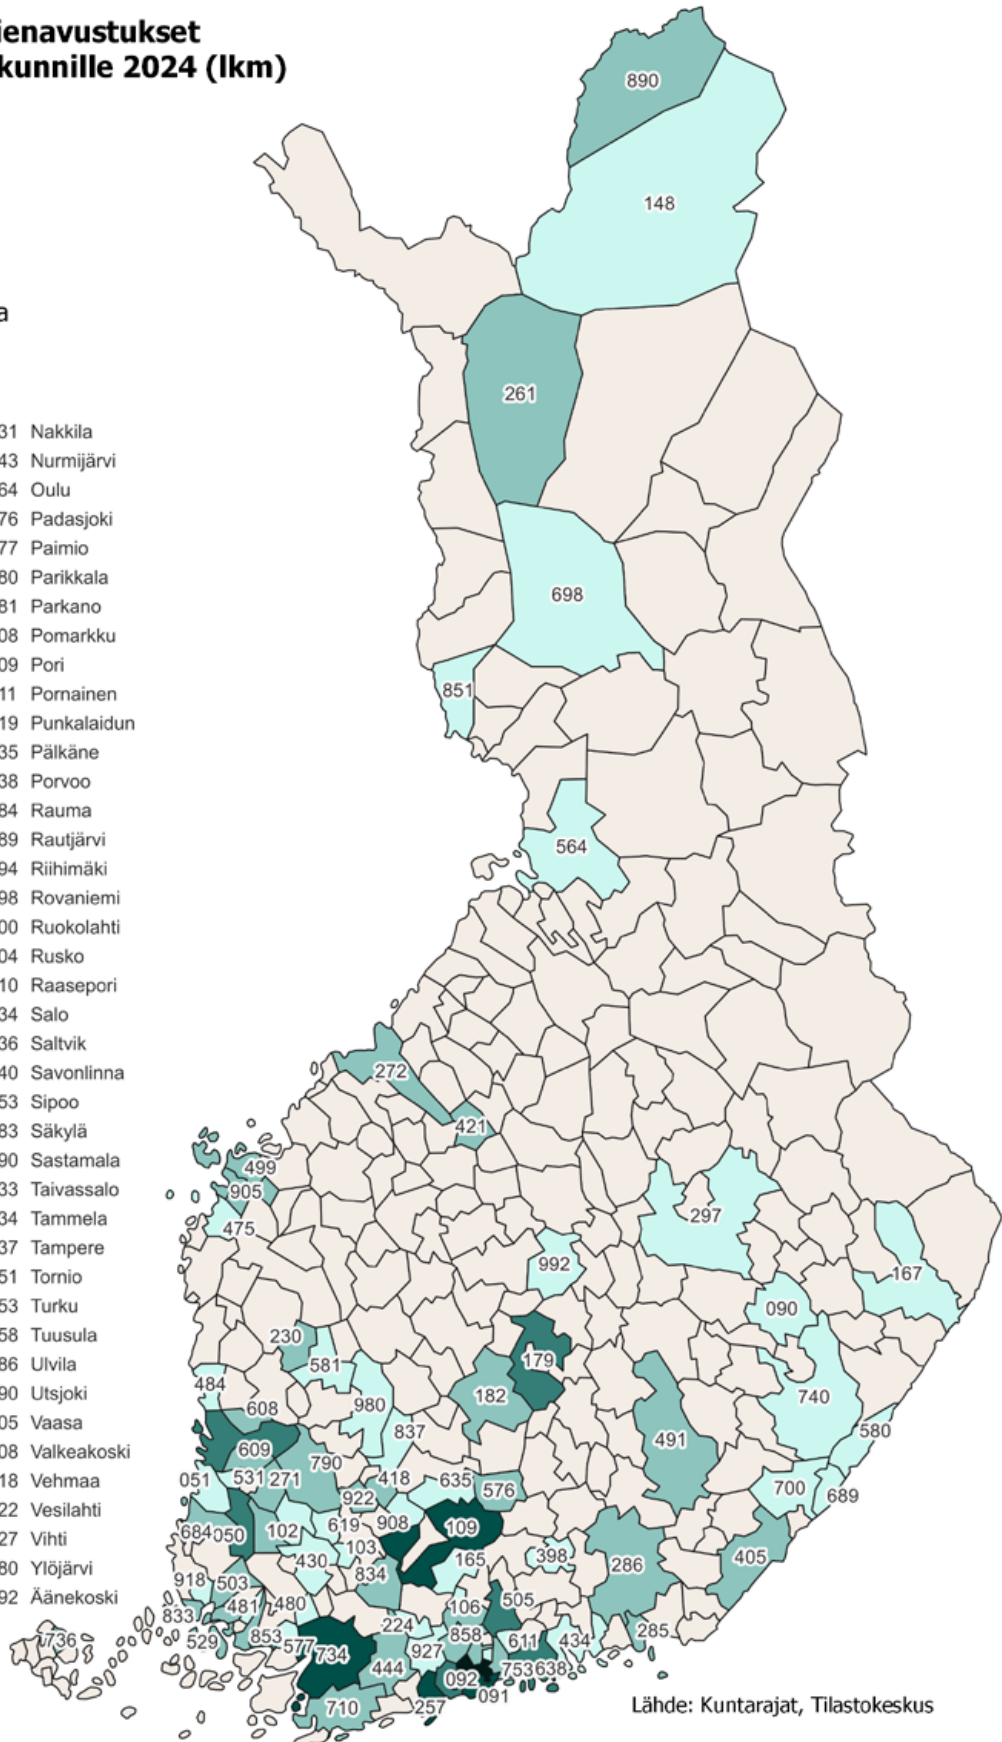 ienavustukset
kunnille 2024 (lkm)
a
31 Nakkila
43 Nurmijärvi
64 Oulu
76 Padasjoki
77 Paimio
80 Parikkala
81 Parkano
08 Pomarkku
09 Pori
11 Pornainen
19 Punkalaidun
35 Pälkäne
38 Porvoo
84 Rauma
89 Rautjärvi
94 Riihimäki
98 Rovaniemi
00 Ruokolahti
04 Rusko
10 Raasepori
34 Salo
36 Saltvik
40 Savonlinna
53 Sipoo
83 Säkylä
90 Sastamala
33 Taivassalo
34 Tammela
37 Tampere
51 Tornio
53 Turku
58 Tuusula
86 Ulvila
90 Utsjoki
05 Vaasa
08 Valkeakoski
18 Vehmaa
22 Vesilahti
27 Vihti
80 Ylöjärvi
92 Äänekoski
890
148
261
698
851
564
272
421
499
905
475
297
992
167
090
230
581
179
484
182
740
980
608
837
580
491
609
790
051
531
271
418
635
576
700
689
922
684
050
102
619
908
109
103
398
286
405
430
165
834
918
503
106
505
481
480
833
224
285
529
853
577
858
611
434
736
734
927
444
092
753
638
091
710
257
Lähde: Kuntarajat, Tilastokeskus